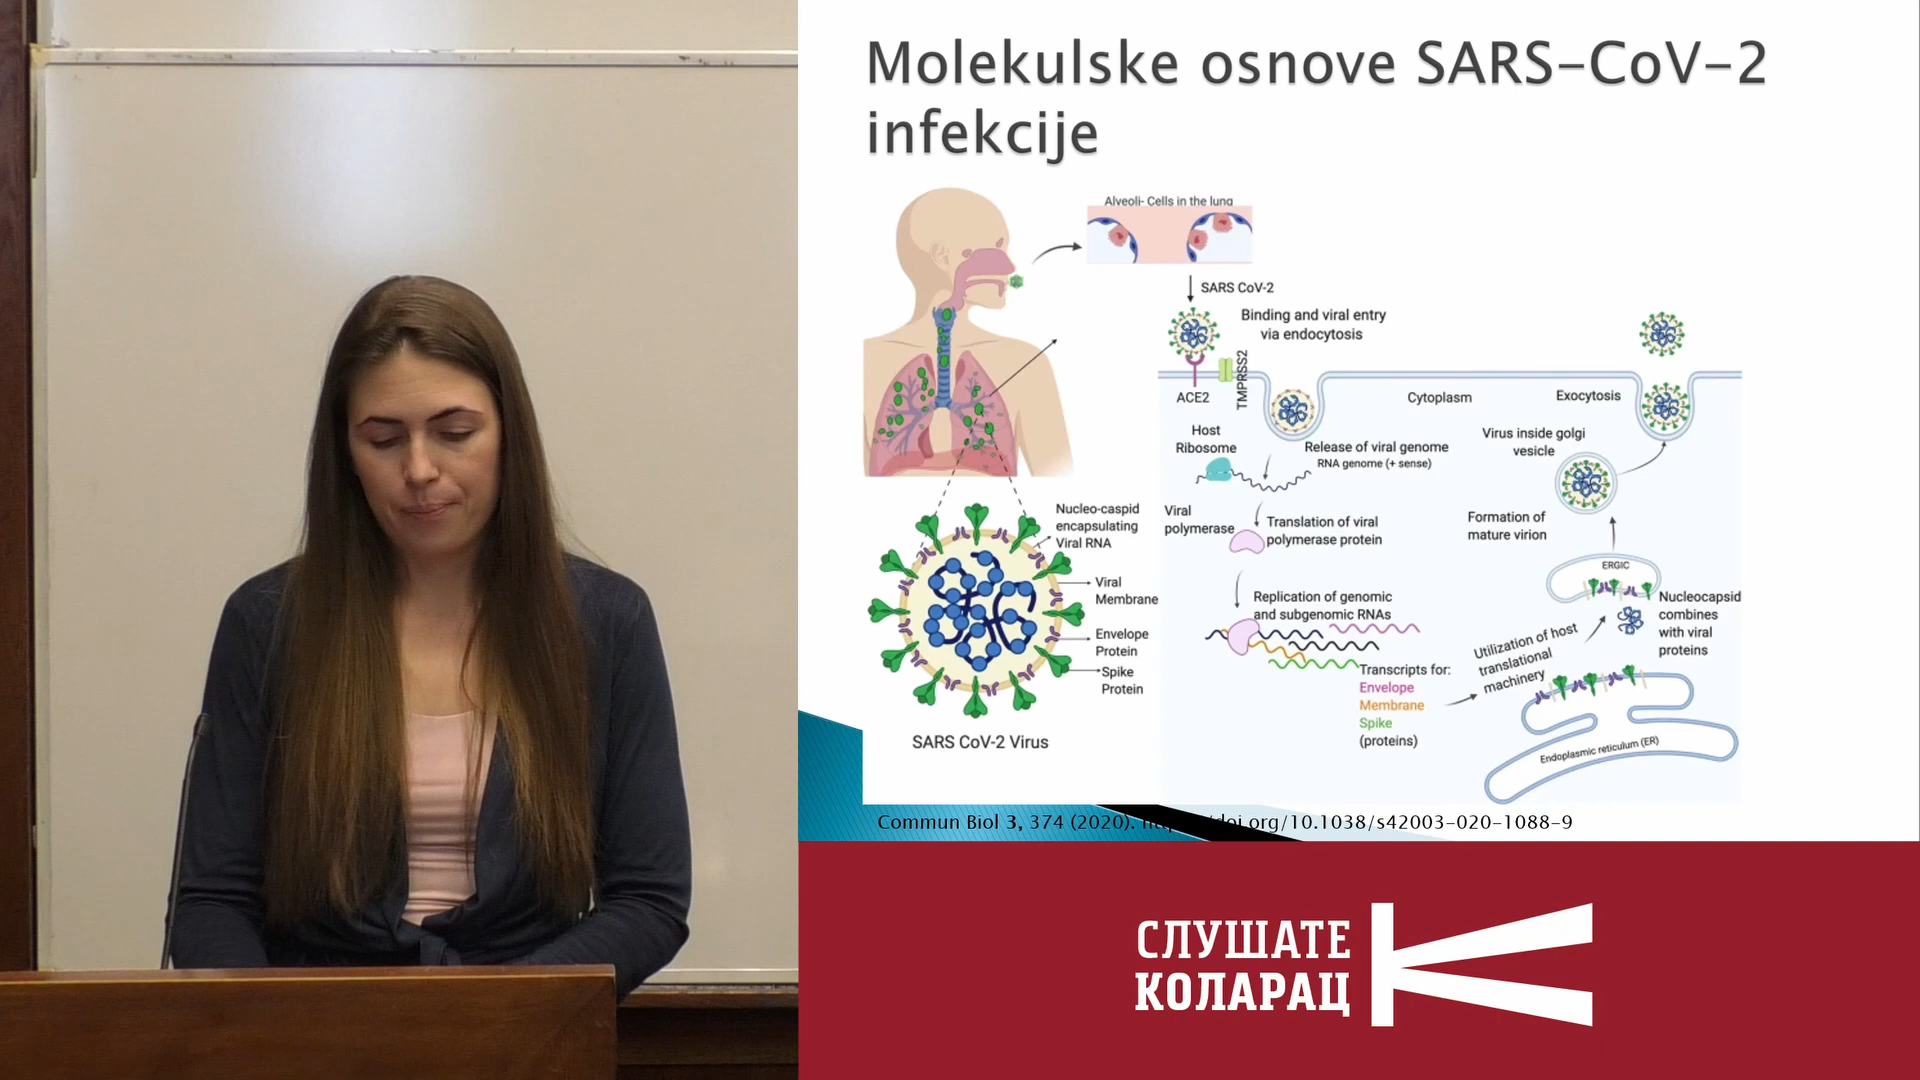 Molekulske osnove SARS-CoV-2
infekcije
Alveoli- Cells in the lung
SARS CoV-2
Binding and viral entry
via endocytosis
TMPRSS2
ACE2
Cytoplasm
Exocytosis
Host
Ribosome
Release of viral genome
RNA genome (+ sense)
Virus inside golgi
vesicle
Nucleo-caspid
encapsulating
Viral RNA
Viral
polymerase
Translation of viral
polymerase protein
Formation of
mature virion
ERGIC
Viral
Membrane
Replication of genomic
and subgenomic RNAs
Nucleocapsid
combines
with viral
proteins
Envelope
Protein
Spike
Protein
Utilization of host
translational
machinery
Transcripts for:
Envelope
Membrane
Spike
(proteins)
Endoplasmic reticulum (ER)
SARS CoV-2 Virus
Commun Biol 3, 374 (2020). doi.org/10.1038/s42003-020-1088-9
СЛУШАТЕ
КОЛАРАЦ